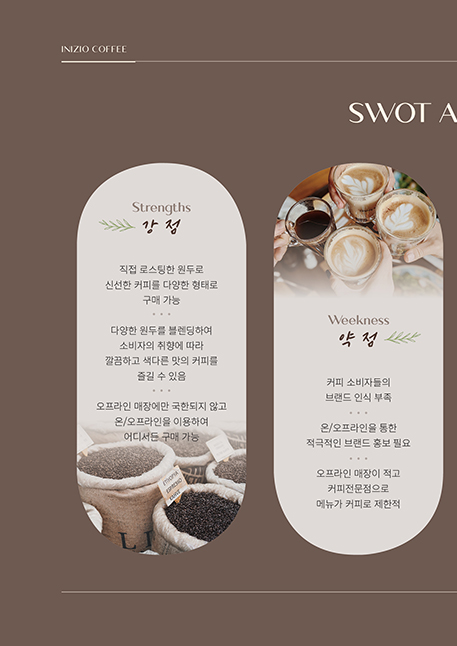 INIZIO COFFEE
SWOT A
Strengths
강 점
직접 로스팅한 원두로
신선한 커피를 다양한 형태로
구매 가능
다양한 원두를 블렌딩하여
소비자의 취향에 따라
깔끔하고 색다른 맛의 커피를
즐길 수 있음
오프라인 매장에만 국한되지 않고
온/오프라인을 이용하여
어디서든 구매 가능
ETHIOPIA
ESPRESSO
Weekness
약 점
커피 소비자들의
브랜드 인식 부족
온/오프라인을 통한
적극적인 브랜드 홍보 필요
오프라인 매장이 적고
커피전문점으로
메뉴가 커피로 제한적